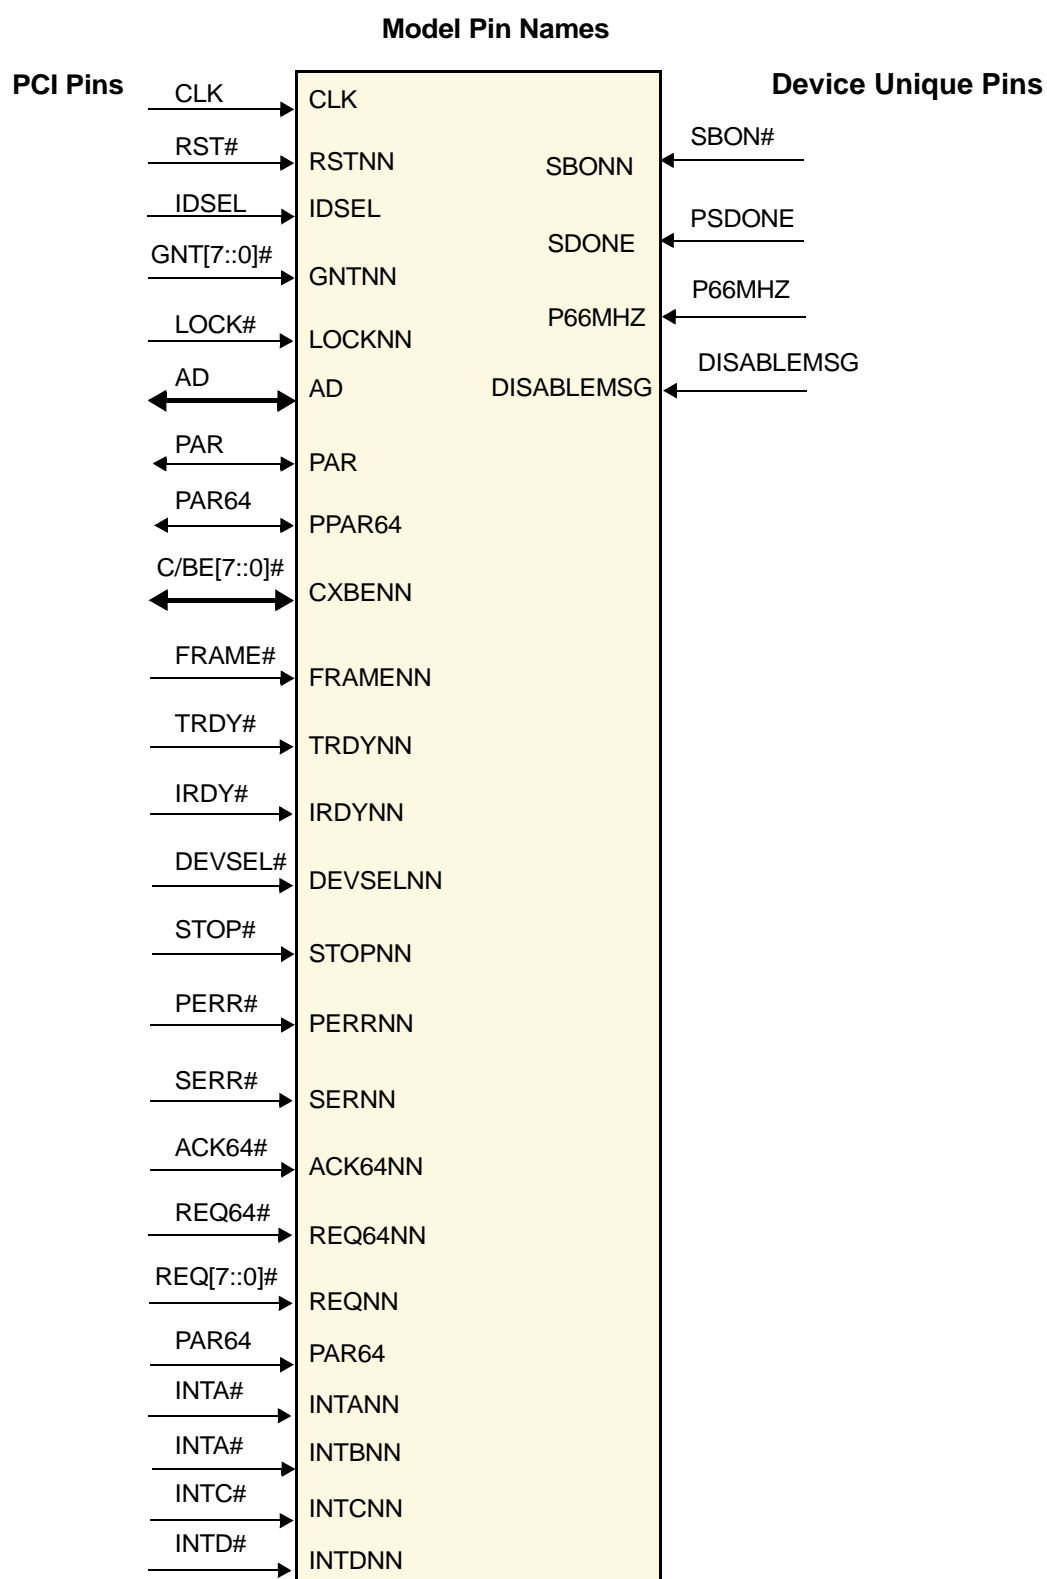 Model Pin Names
PCI Pins
Device Unique Pins
CLK CLK
RST# RSTNN
IDSEL IDSEL
GNT[7::0]# GNTNN
LOCK# LOCKNN
AD AD
PAR PAR
PAR64 PPAR64
C/BE[7::0]# CXBENN
FRAME# FRAMENN
TRDY# TRDYNN
IRDY# IRDYNN
DEVSEL# DEVSELNN
STOP# STOPNN
PERR# PERRNN
SERR# SERNN
ACK64# ACK64NN
REQ64# REQ64NN
REQ[7::0]# REQNN
PAR64 PAR64
INTA# INTANN
INTA# INTBNN
INTC# INTCNN
INTD# INTDNN
SBONN SBON#
SDONE PSDONE
P66MHZ P66MHZ
DISABLEMSG DISABLEMSG